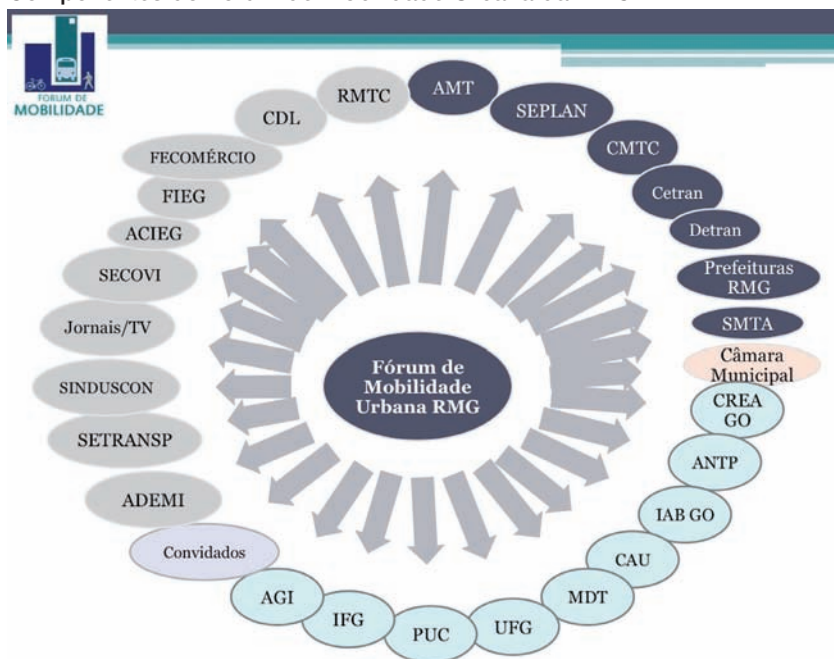 FORUM DE
MOBILIDADE
RMTC
AMT
SEPLAN
CMTC
Cetran
Detran
Prefeituras
RMG
SMTA
Câmara
Municipal
CREA
GO
ANTP
IAB GO
CAU
MDT
UFG
PUC
IFG
AGI
Convidados
ADEMI
SETRANSP
SINDUSCON
Jornais/TV
SECOVI
ACIEG
FIEG
FECOMÉRCIO
CDL
Fórum de
Mobilidade
Urbana RMG